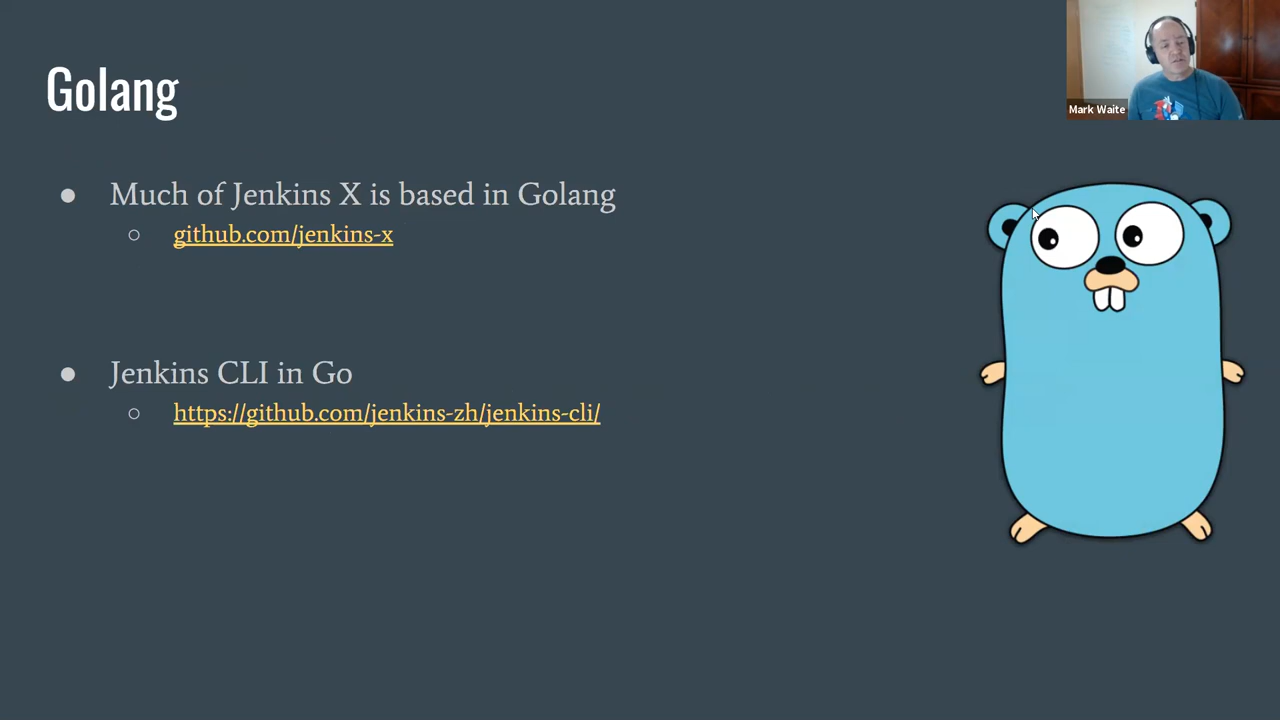 Golang
Mark Waite
● Much of Jenkins X is based in Golang
○ github.com/jenkins-x
● Jenkins CLI in Go
○ https://github.com/jenkins-zh/jenkins-cli/